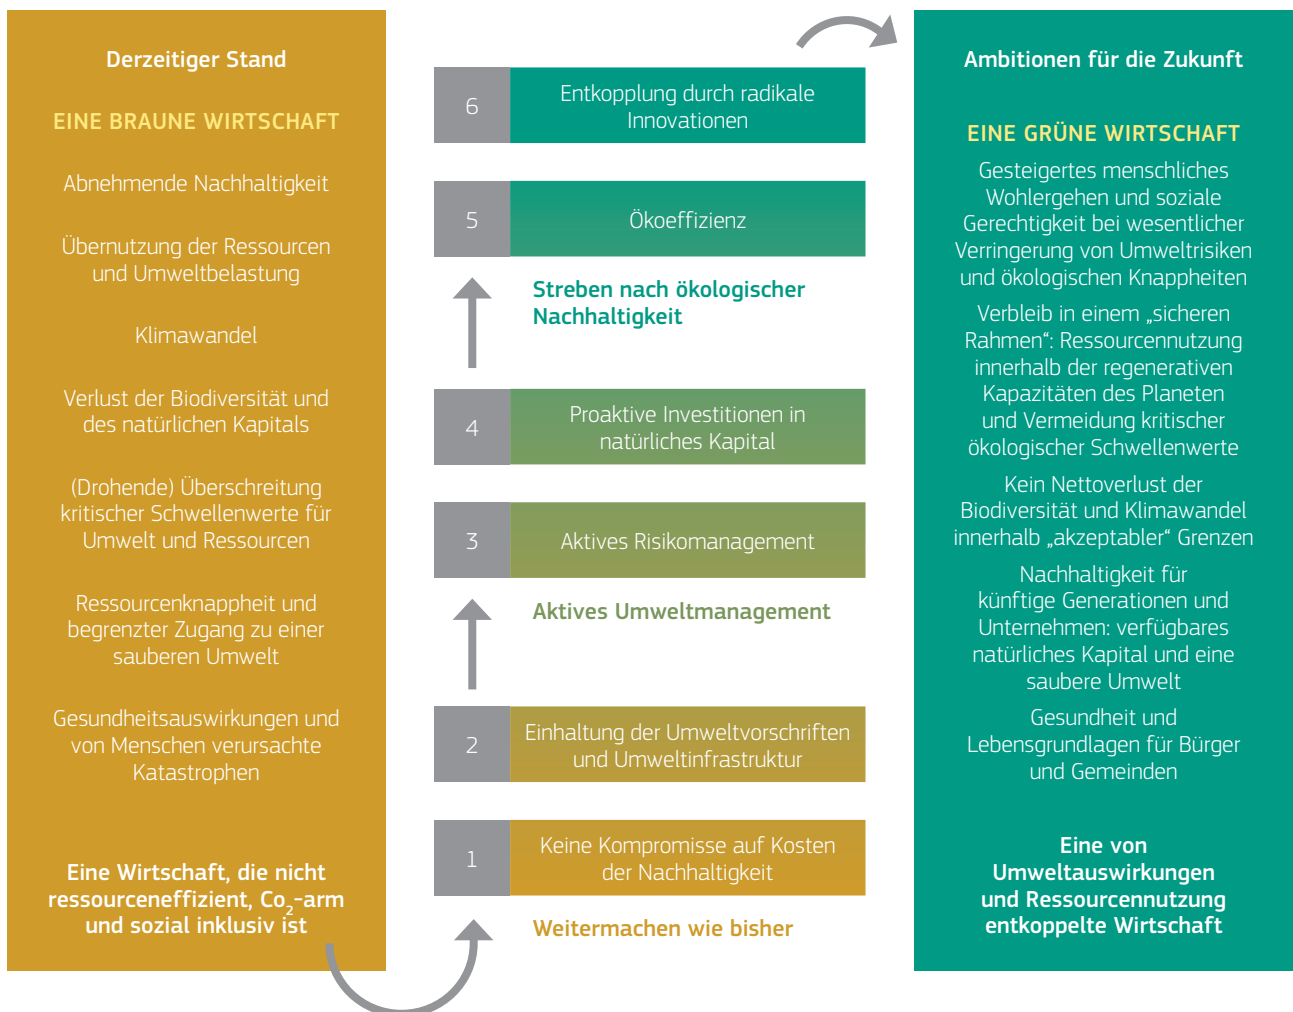 Derzeitiger Stand
EINE BRAUNE WIRTSCHAFT
Abnehmende Nachhaltigkeit
Übernutzung der Ressourcen
und Umweltbelastung
Klimawandel
Verlust der Biodiversität und
des natürlichen Kapitals
(Drohende) Überschreitung
kritischer Schwellenwerte für
Umwelt und Ressourcen
Ressourcenknappheit und
begrenzter Zugang zu einer
sauberen Umwelt
Gesundheitsauswirkungen und
von Menschen verursachte
Katastrophen
Eine Wirtschaft, die nicht
ressourceneffizient, Co₂-arm
und sozial inklusiv ist
6
Entkopplung durch radikale
Innovationen
5
Ökoeffizienz
Streben nach ökologischer
Nachhaltigkeit
4
Proaktive Investitionen in
natürliches Kapital
3
Aktives Risikomanagement
Aktives Umweltmanagement
2
Einhaltung der Umweltvorschriften
und Umweltinfrastruktur
1
Keine Kompromisse auf Kosten
der Nachhaltigkeit
Weitermachen wie bisher
Ambitionen für die Zukunft
EINE GRÜNE WIRTSCHAFT
Gesteigertes menschliches
Wohlergehen und soziale
Gerechtigkeit bei wesentlicher
Verringerung von Umweltrisiken
und ökologischen Knappheiten
Verbleib in einem „sicheren
Rahmen“: Ressourcennutzung
innerhalb der regenerativen
Kapazitäten des Planeten
und Vermeidung kritischer
ökologischer Schwellenwerte
Kein Nettoverlust der
Biodiversität und Klimawandel
innerhalb „akzeptabler“ Grenzen
Nachhaltigkeit für
künftige Generationen und
Unternehmen: verfügbares
natürliches Kapital und eine
saubere Umwelt
Gesundheit und
Lebensgrundlagen für Bürger
und Gemeinden
Eine von
Umweltauswirkungen
und Ressourcennutzung
entkoppelte Wirtschaft